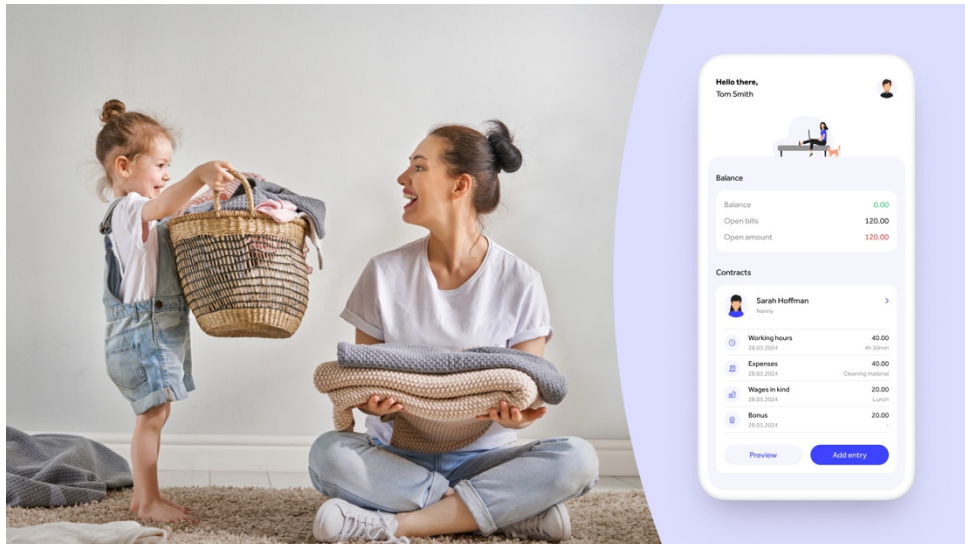 Hello there,
Tom Smith
Balance
Balance 0.00
Open bills 120.00
Open amount 120.00
Contracts
Sarah Hoffman
Nanny
Working hours 40.00
28.03.2024 4h 30min
Expenses 40.00
28.03.2024 Cleaning material
Wages in kind 20.00
28.03.2024 Lunch
Bonus 20.00
28.03.2024 -
Preview Add entry